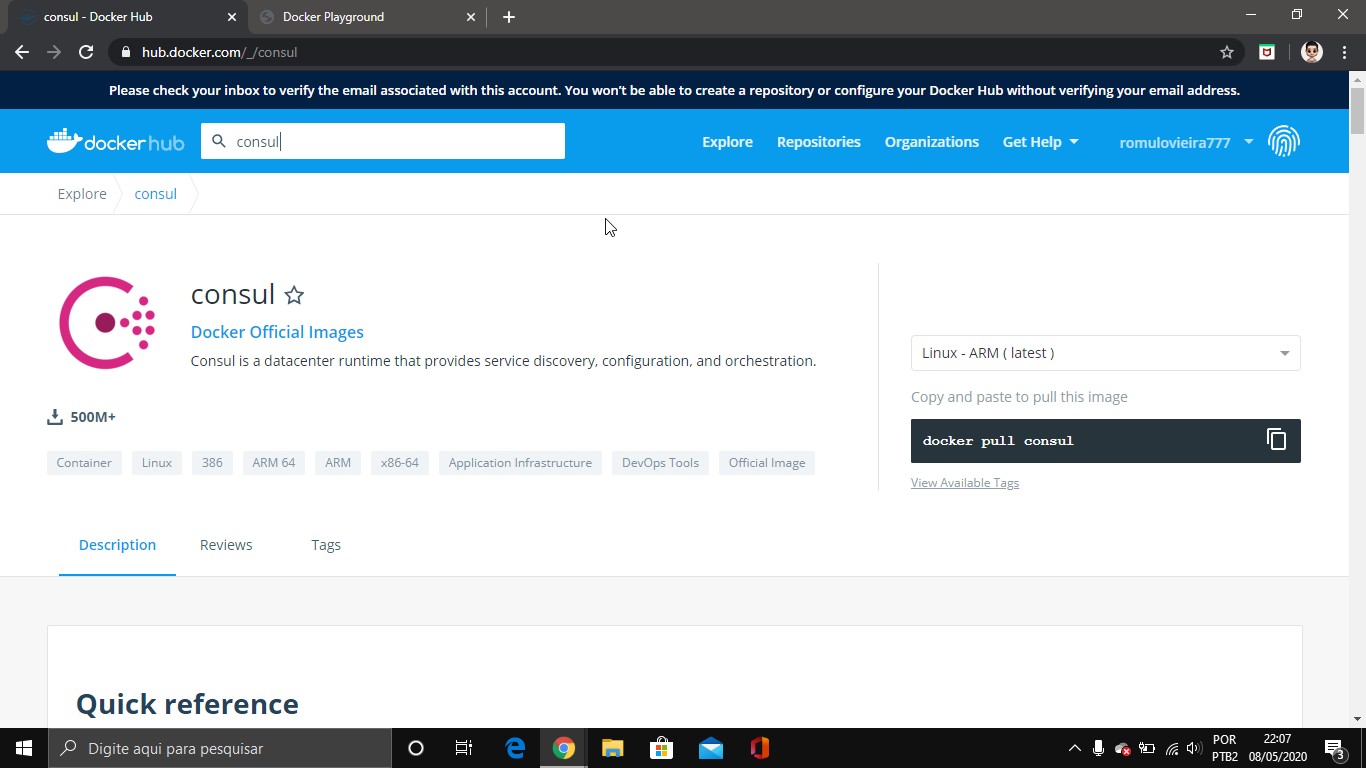 consul - Docker Hub
Docker Playground
hub.docker.com/_/consul
Please check your inbox to verify the email associated with this account. You won't be able to create a repository or configure your Docker Hub without verifying your email address.
docker hub
consul
Explore
Repositories
Organizations
Get Help
romulovieira777
Explore
consul
consul
Docker Official Images
Consul is a datacenter runtime that provides service discovery, configuration, and orchestration.
500M+
Container
Linux
386
ARM 64
ARM
x86-64
Application Infrastructure
DevOps Tools
Official Image
Linux - ARM ( latest )
Copy and paste to pull this image
docker pull consul
View Available Tags
Description
Reviews
Tags
Quick reference
Digite aqui para pesquisar
POR
PTB2
22:07
08/05/2020
3